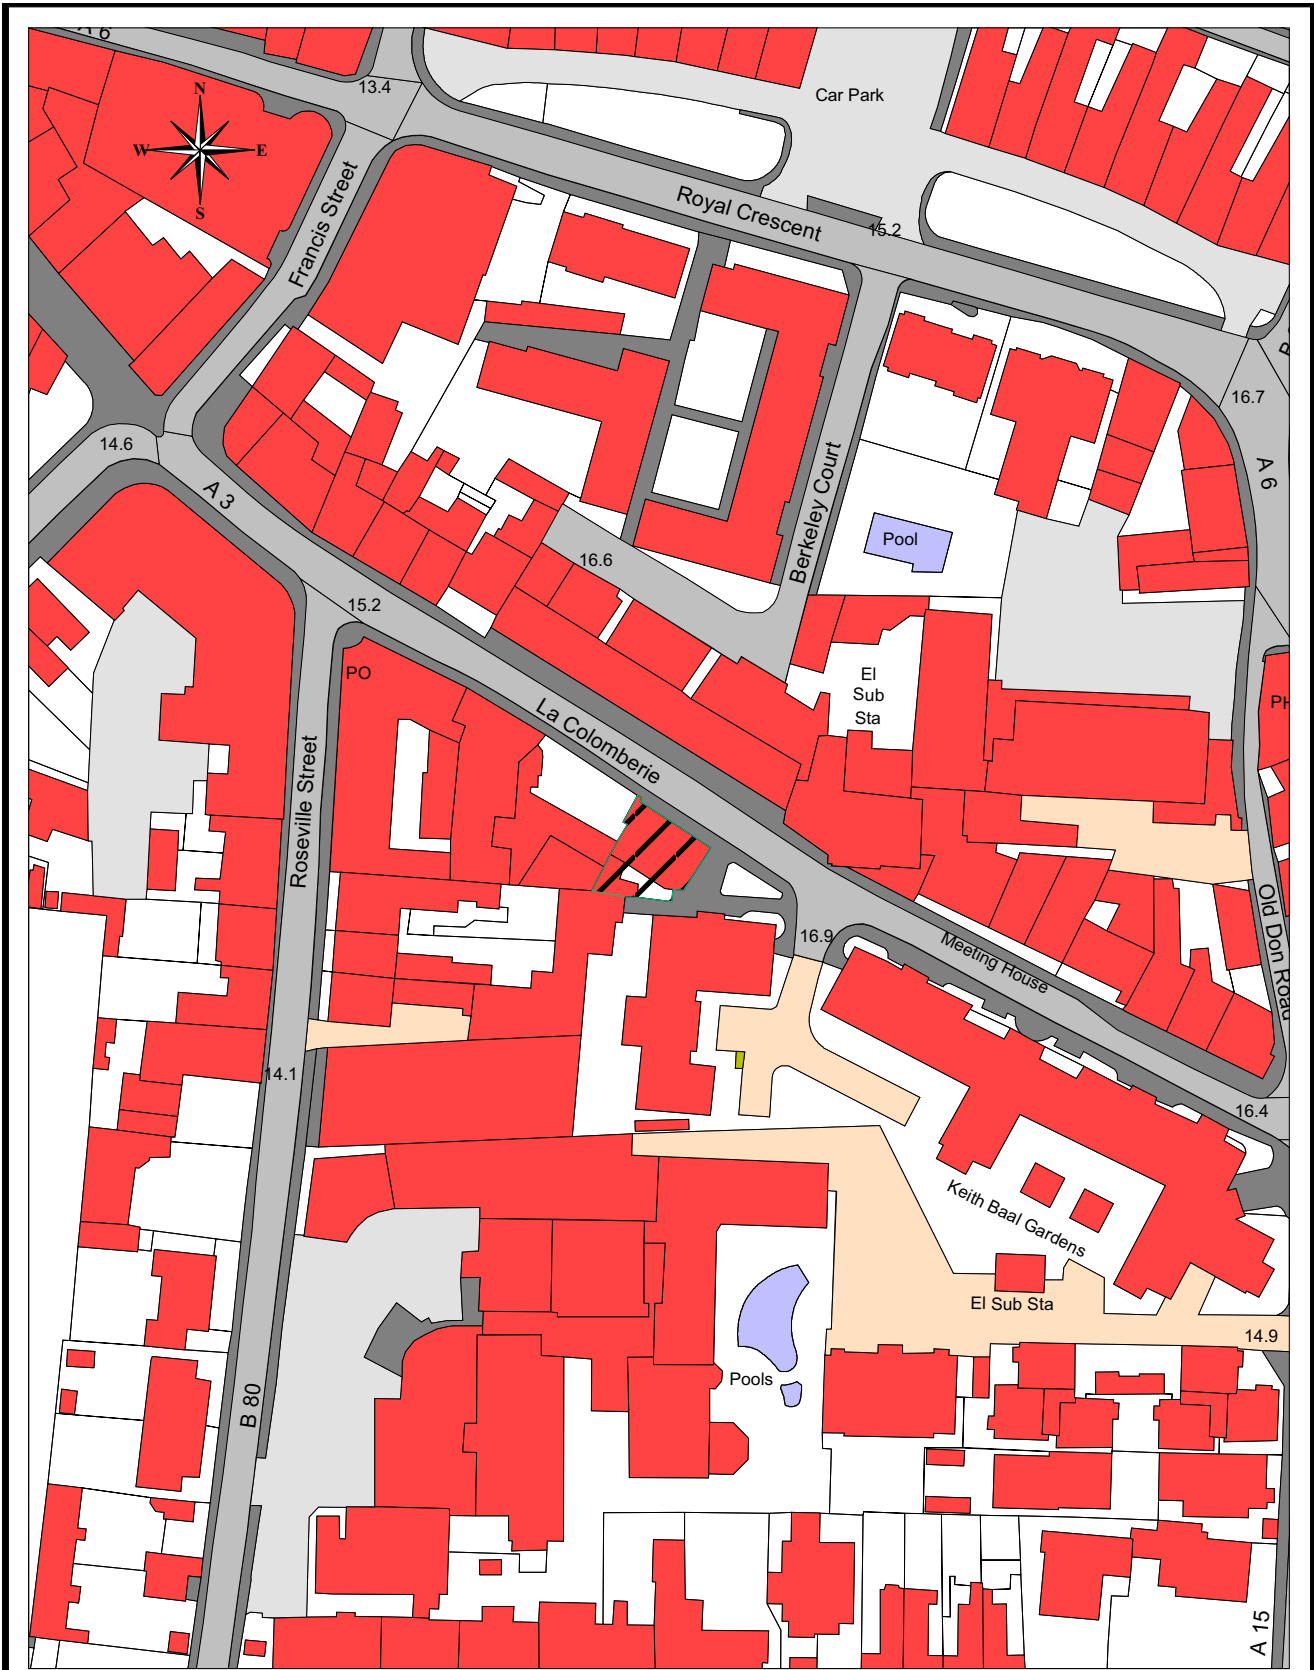 A 6
13.4
Car Park
N
W
E
S
Francis Street
Royal Crescent
15.2
16.7
14.6
A 3
A 6
Berkeley Court
Pool
16.6
15.2
PO
El
Sub
Sta
PH
La Colomberie
Roseville Street
Old Don Road
16.9
Meeting House
14.1
16.4
Keith Baal Gardens
El Sub Sta
14.9
Pools
B 80
A 15